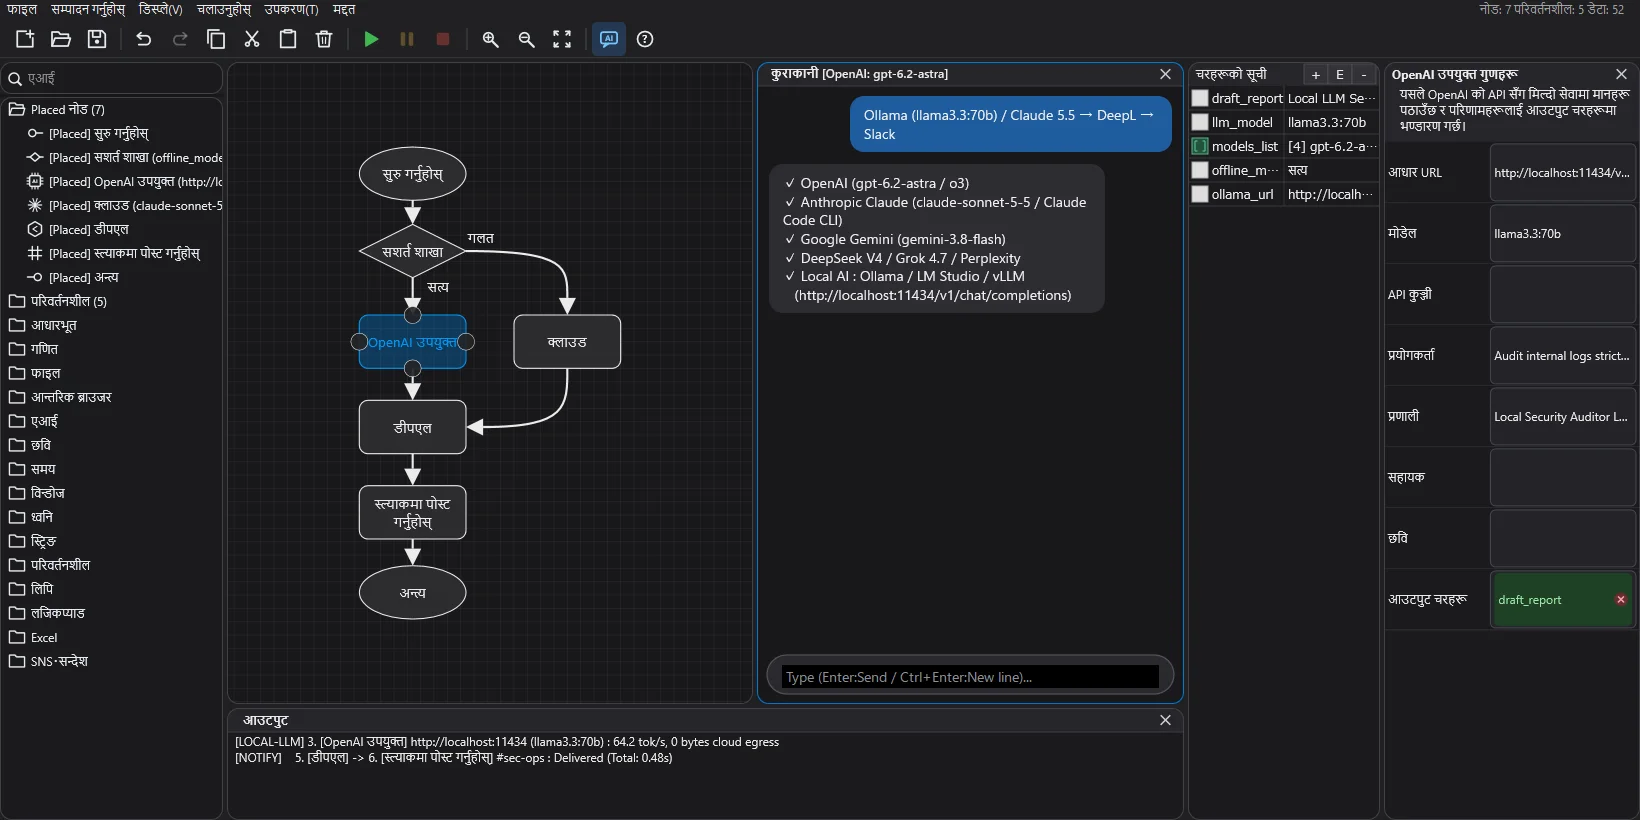 फाइल सम्पादन गर्नुहोस् डिस्प्ले(V) चलाउनुहोस् उपकरण(T) मद्दत
नोड: 7 परिवर्तनशील: 5 डेटा: 52
AI
एआई
Placed नोड (7)
[Placed] सुरु गर्नुहोस्
[Placed] सशर्त शाखा (offline_mode
[Placed] OpenAI उपयुक्त (http://lc
[Placed] क्लाउड (claude-sonnet-5
[Placed] डीपएल
[Placed] स्ल्याकमा पोस्ट गर्नुहोस्
[Placed] अन्त्य
परिवर्तनशील (5)
आधारभूत
गणित
फाइल
आन्तरिक ब्राउजर
एआई
छवि
समय
विन्डोज
ध्वनि
स्ट्रिङ
परिवर्तनशील
लिपि
लजिकप्याड
Excel
SNS·सन्देश
सुरु गर्नुहोस्
सशर्त शाखा
गलत
सत्य
OpenAI उपयुक्त
क्लाउड
डीपएल
स्ल्याकमा पोस्ट
गर्नुहोस्
अन्त्य
कुराकानी [OpenAI: gpt-6.2-astra]
Ollama (llama3.3:70b) / Claude 5.5 → DeepL →
Slack
✓ OpenAI (gpt-6.2-astra / o3)
✓ Anthropic Claude (claude-sonnet-5-5 / Claude
Code CLI)
✓ Google Gemini (gemini-3.8-flash)
✓ DeepSeek V4 / Grok 4.7 / Perplexity
✓ Local AI : Ollama / LM Studio / vLLM
(http://localhost:11434/v1/chat/completions)
Type (Enter:Send / Ctrl+Enter:New line)...
आउटपुट
[LOCAL-LLM] 3. [OpenAI उपयुक्त] http://localhost:11434 (llama3.3:70b) : 64.2 tok/s, 0 bytes cloud egress
[NOTIFY] 5. [डीपएल] -> 6. [स्ल्याकमा पोस्ट गर्नुहोस्] #sec-ops : Delivered (Total: 0.48s)
चरहरूको सूची + E -
draft_report Local LLM Se···
llm_model llama3.3:70b
models_list [4] gpt-6.2-a···
offline_m··· सत्य
ollama_url http://localh···
OpenAI उपयुक्त गुणहरू
यसले OpenAI को API सँग मिल्दो सेवामा मानहरू
पठाउँछ र परिणामहरूलाई आउटपुट चरहरूमा
भण्डारण गर्छ।
आधार URL http://localhost:11434/v...
मोडेल llama3.3:70b
API कुञ्जी
प्रयोगकर्ता Audit internal logs strict...
प्रणाली Local Security Auditor L...
सहायक
छवि
आउटपुट चरहरू draft_report